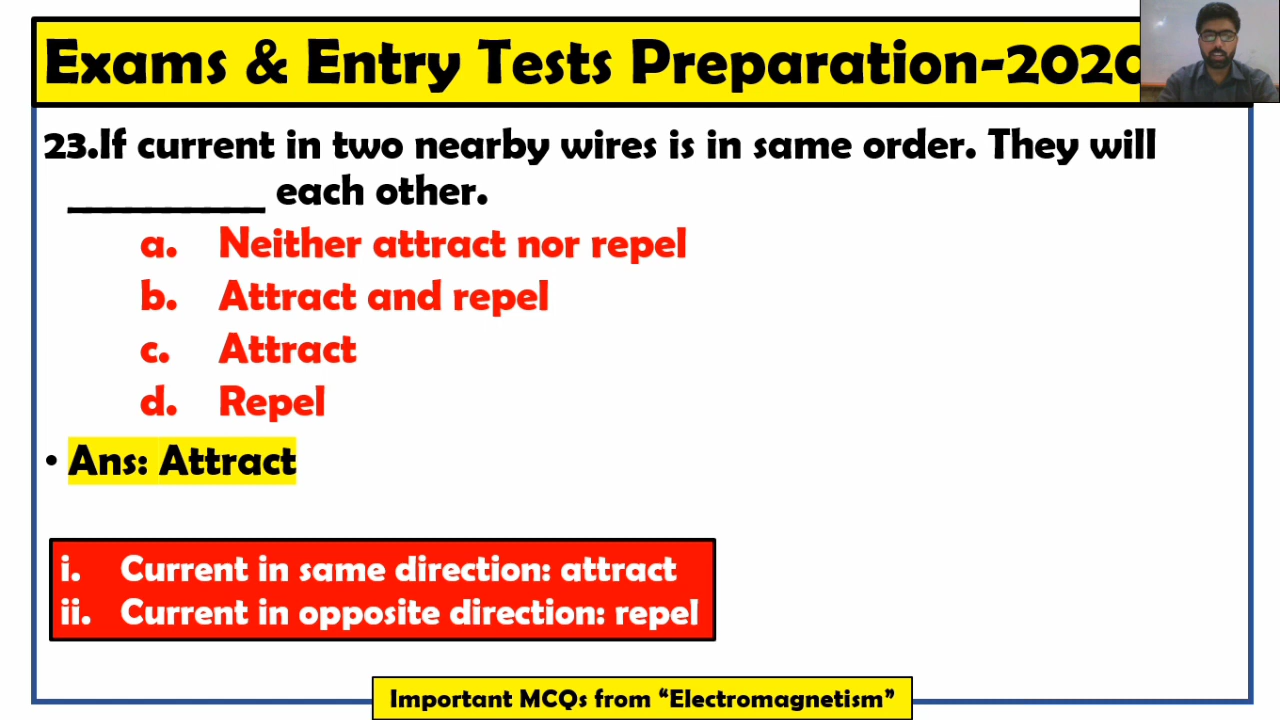 Exams & Entry Tests Preparation-2020
23.If current in two nearby wires is in same order. They will
__________ each other.
a. Neither attract nor repel
b. Attract and repel
c. Attract
d. Repel
• Ans: Attract
i. Current in same direction: attract
ii. Current in opposite direction: repel
Important MCQs from “Electromagnetism”